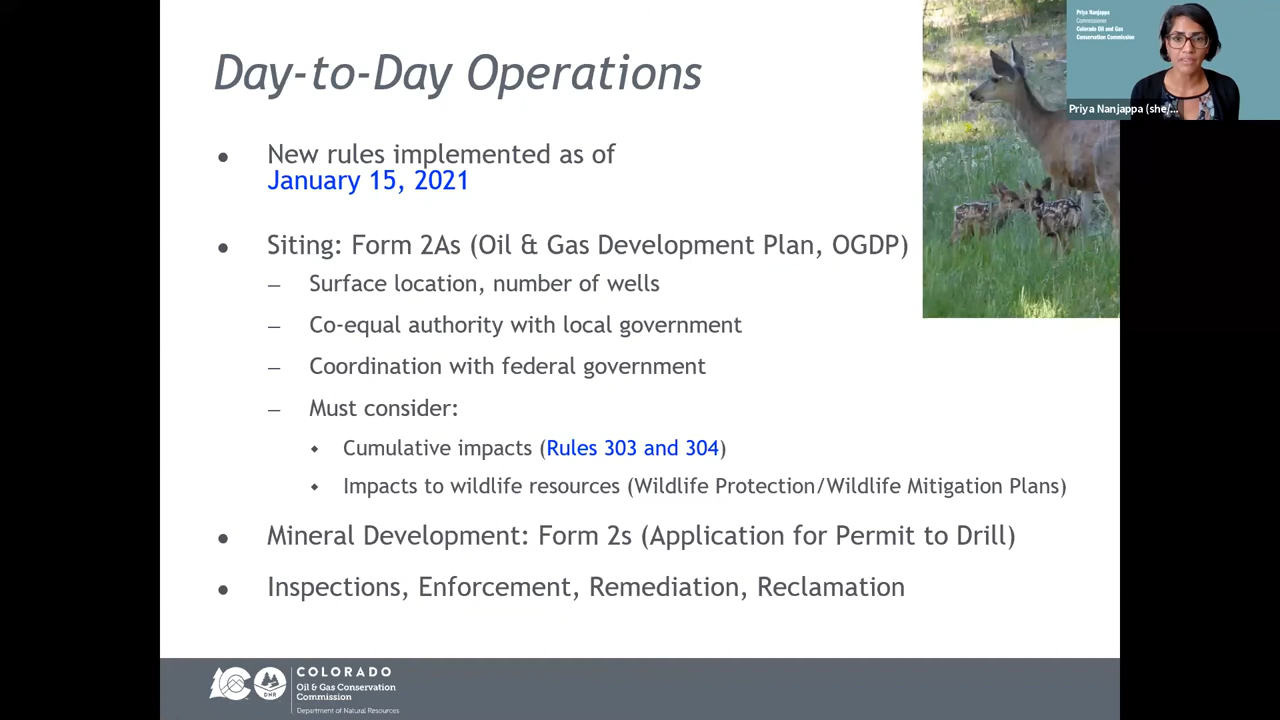 Day-to-Day Operations
● New rules implemented as of
January 15, 2021
● Siting: Form 2As (Oil & Gas Development Plan, OGDP)
– Surface location, number of wells
– Co-equal authority with local government
– Coordination with federal government
– Must consider:
◆ Cumulative impacts (Rules 303 and 304)
◆ Impacts to wildlife resources (Wildlife Protection/Wildlife Mitigation Plans)
● Mineral Development: Form 2s (Application for Permit to Drill)
● Inspections, Enforcement, Remediation, Reclamation
Priya Nanjappa
Commissioner
Colorado Oil and Gas
Conservation Commission
Priya Nanjappa (she/...
DNR
COLORADO
Oil & Gas Conservation
Commission
Department of Natural Resources